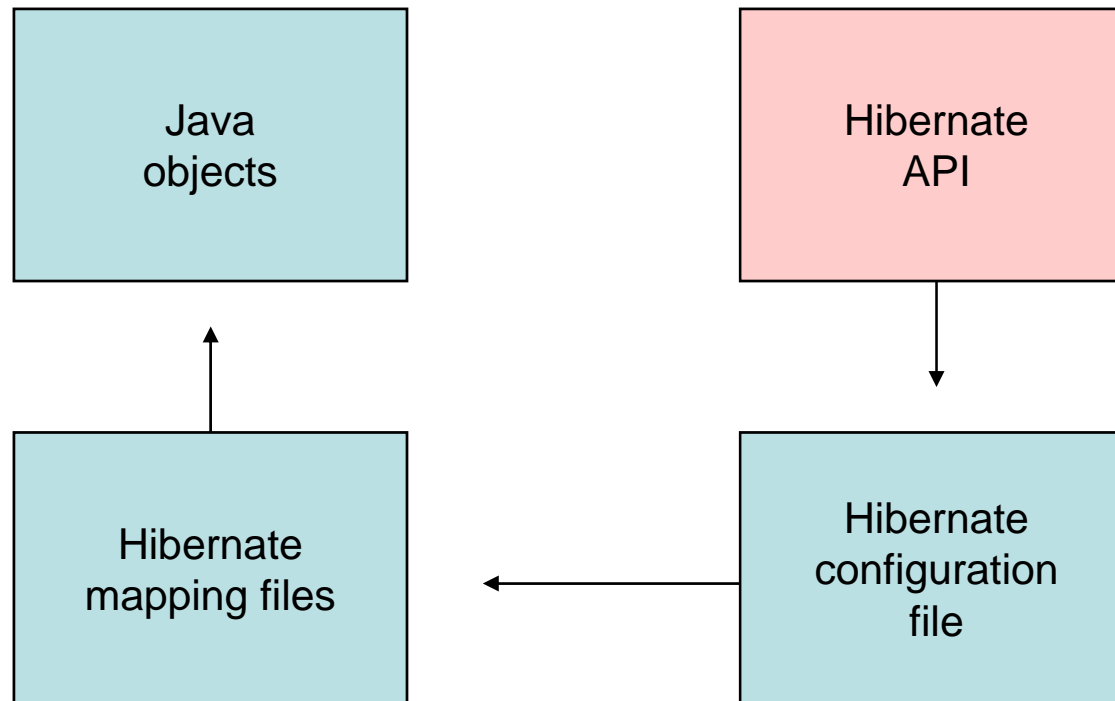 Java
objects
Hibernate
API
Hibernate
mapping files
Hibernate
configuration
file